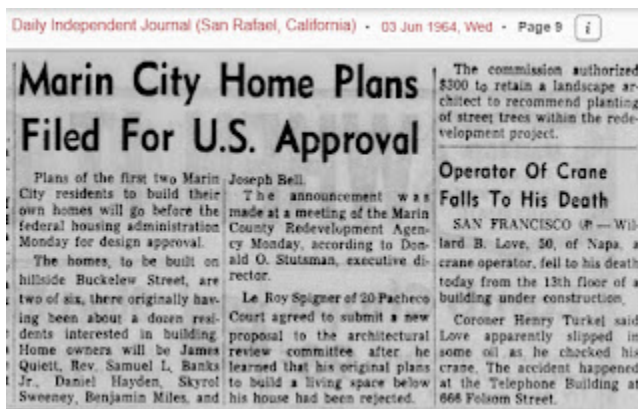 Daily Independent Journal (San Rafael, California) · 03 Jun 1964, Wed · Page 9 i
Marin City Home Plans
Filed For U.S. Approval
Plans of the first two Marin
City residents to build their
own homes will go before the
federal housing administration
Monday for design approval.
The homes, to be built on
hillside Buckelew Street, are
two of six, there originally hav-
ing been about a dozen resi-
dents interested in building.
Home owners will be James
Quiett, Rev. Samuel L. Banks
Jr., Daniel Hayden, Skyrol
Sweeney, Benjamin Miles, and
Joseph Bell.
The announcement was
made at a meeting of the Marin
County Redevelopment Agen-
cy Monday, according to Don-
ald O. Stutsman, executive di-
rector.
Le Roy Spigner of 20 Pacheco
Court agreed to submit a new
proposal to the architectural
review committee after he
learned that his original plans
to build a living space below
his house had been rejected.
The commission authorized
$300 to retain a landscape ar-
chitect to recommend planting
of street trees within the rede-
velopment project.
Operator Of Crane
Falls To His Death
SAN FRANCISCO (P) — Wil-
lard B. Love, 50, of Napa, a
crane operator, fell to his death
today from the 13th floor of a
building under construction.
Coroner Henry Turkel said
Love apparently slipped in
some oil as he checked his
crane. The accident happened
at the Telephone Building at
666 Folsom Street.